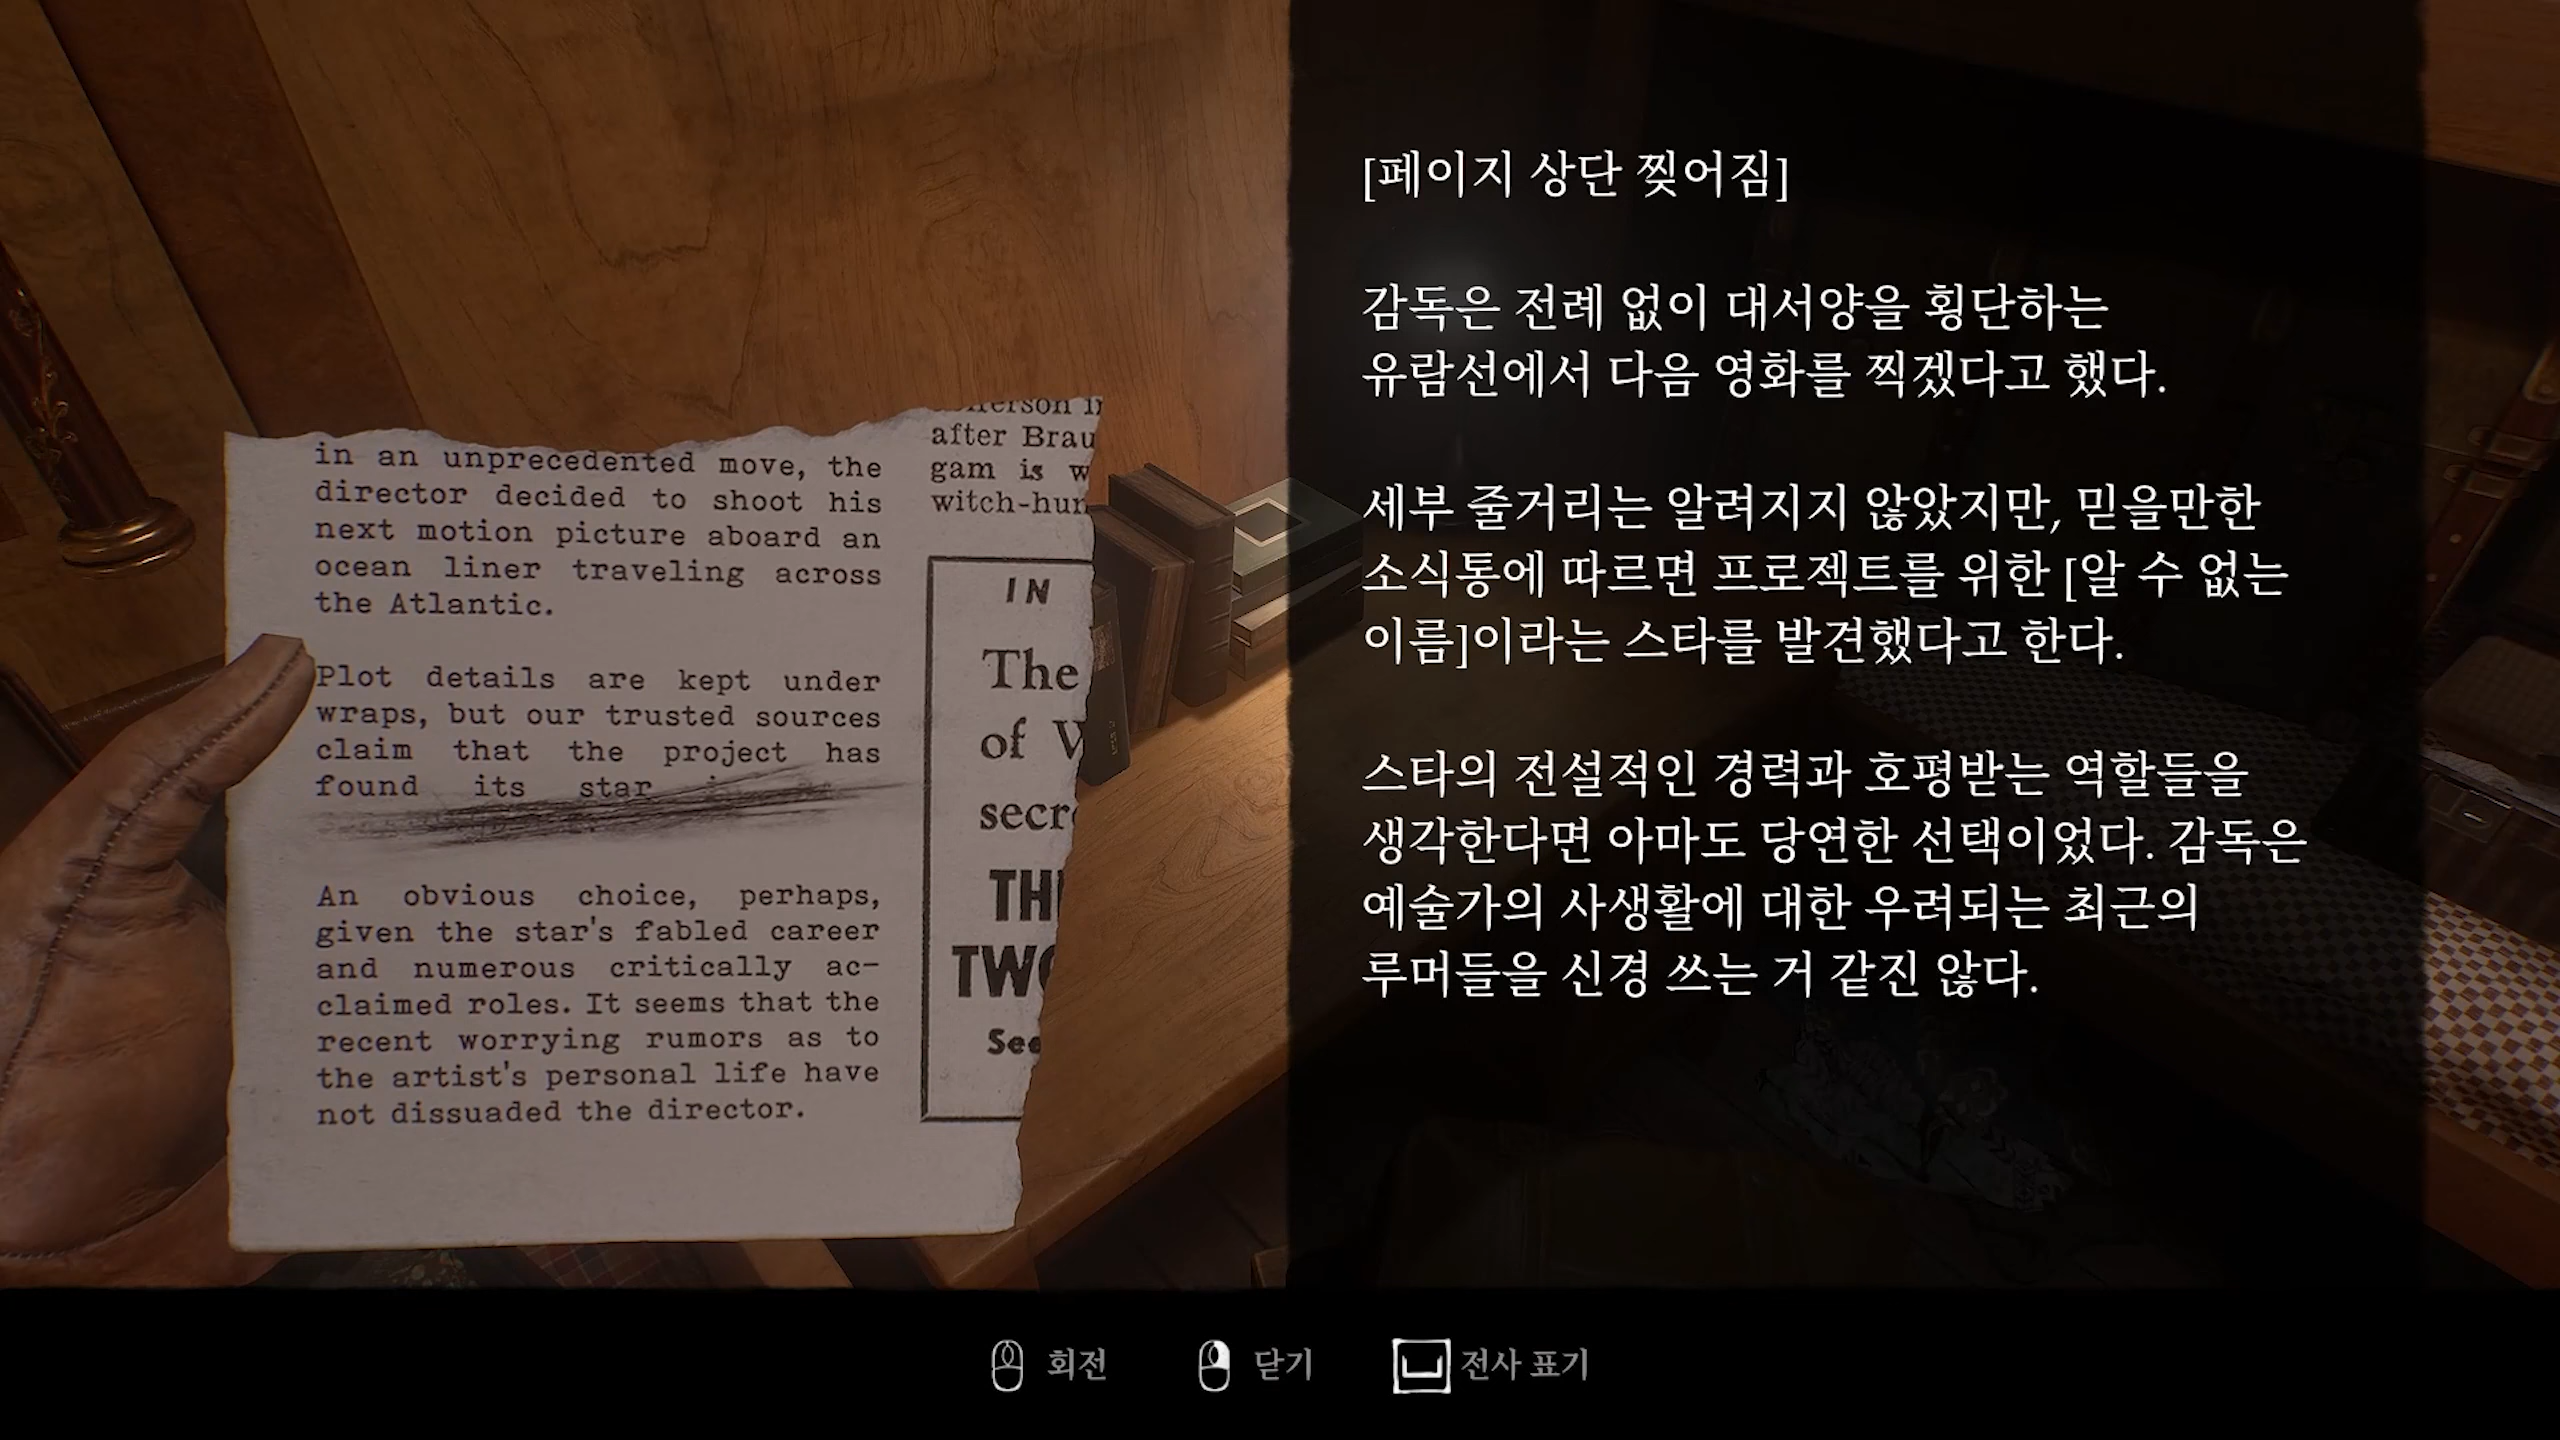 in an unprecedented move, the
director decided to shoot his
next motion picture aboard an
ocean liner traveling across
the Atlantic.
Plot details are kept under
wraps, but our trusted sources
claim that the project has
found its star
An obvious choice, perhaps,
given the star's fabled career
and numerous critically ac-
claimed roles. It seems that the
recent worrying rumors as to
the artist's personal life have
not dissuaded the director.
after Brau
gam is w
witch-hun
IN
The
of
secr
TH
TWO
See
[페이지 상단 찢어짐]
감독은 전례 없이 대서양을 횡단하는
유람선에서 다음 영화를 찍겠다고 했다.
세부 줄거리는 알려지지 않았지만, 믿을만한
소식통에 따르면 프로젝트를 위한 [알 수 없는
이름]이라는 스타를 발견했다고 한다.
스타의 전설적인 경력과 호평받는 역할들을
생각한다면 아마도 당연한 선택이었다. 감독은
예술가의 사생활에 대한 우려되는 최근의
루머들을 신경 쓰는 거 같진 않다.
회전
닫기
전사 표기